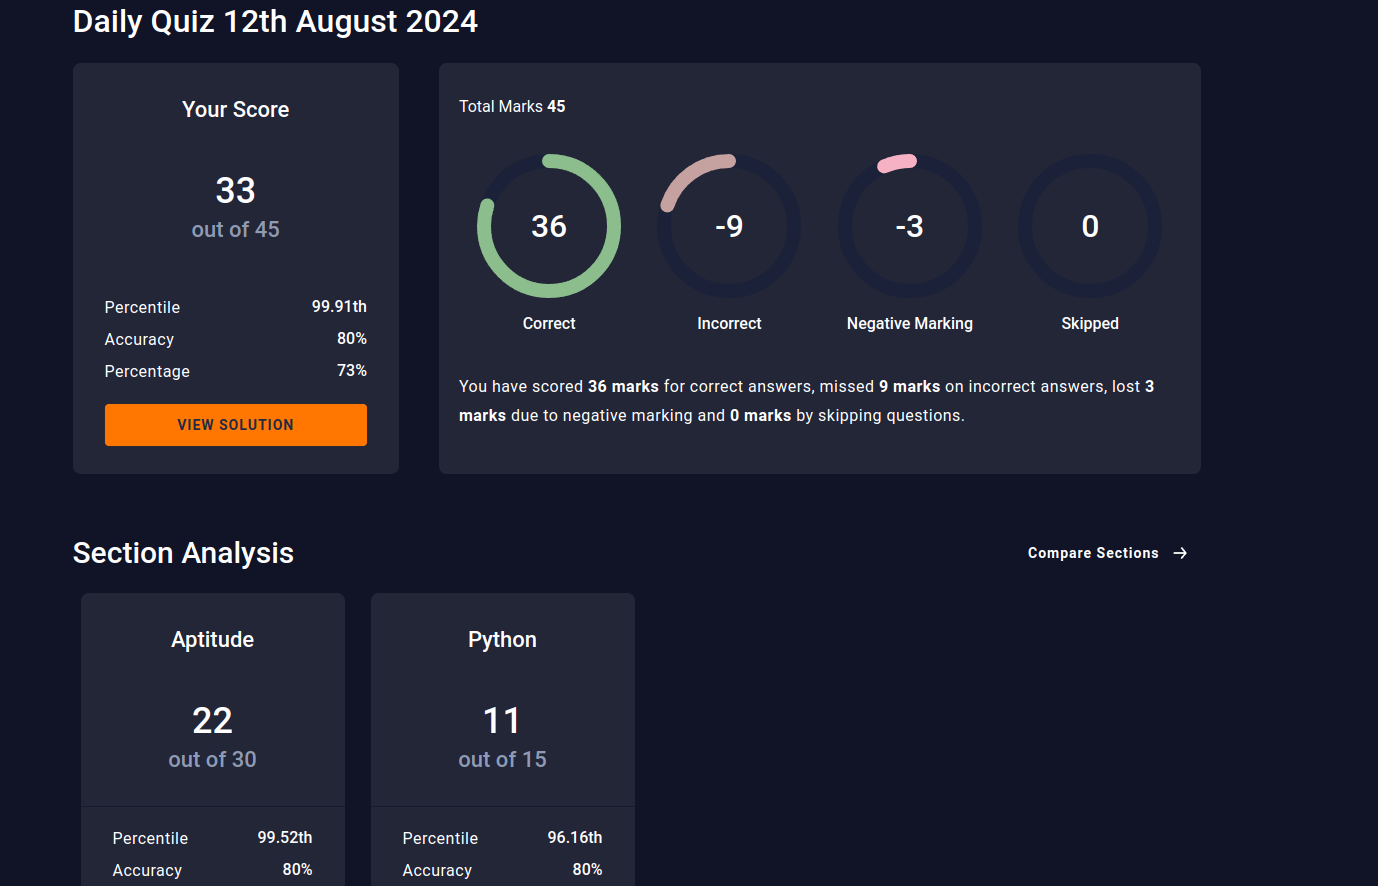 Daily Quiz 12th August 2024
Your Score
33
out of 45
Percentile 99.91th
Accuracy 80%
Percentage 73%
VIEW SOLUTION
Total Marks 45
36 -9 -3 0
Correct Incorrect Negative Marking Skipped
You have scored 36 marks for correct answers, missed 9 marks on incorrect answers, lost 3
marks due to negative marking and 0 marks by skipping questions.
Section Analysis
Compare Sections
Aptitude
22
out of 30
Percentile 99.52th
Accuracy 80%
Python
11
out of 15
Percentile 96.16th
Accuracy 80%